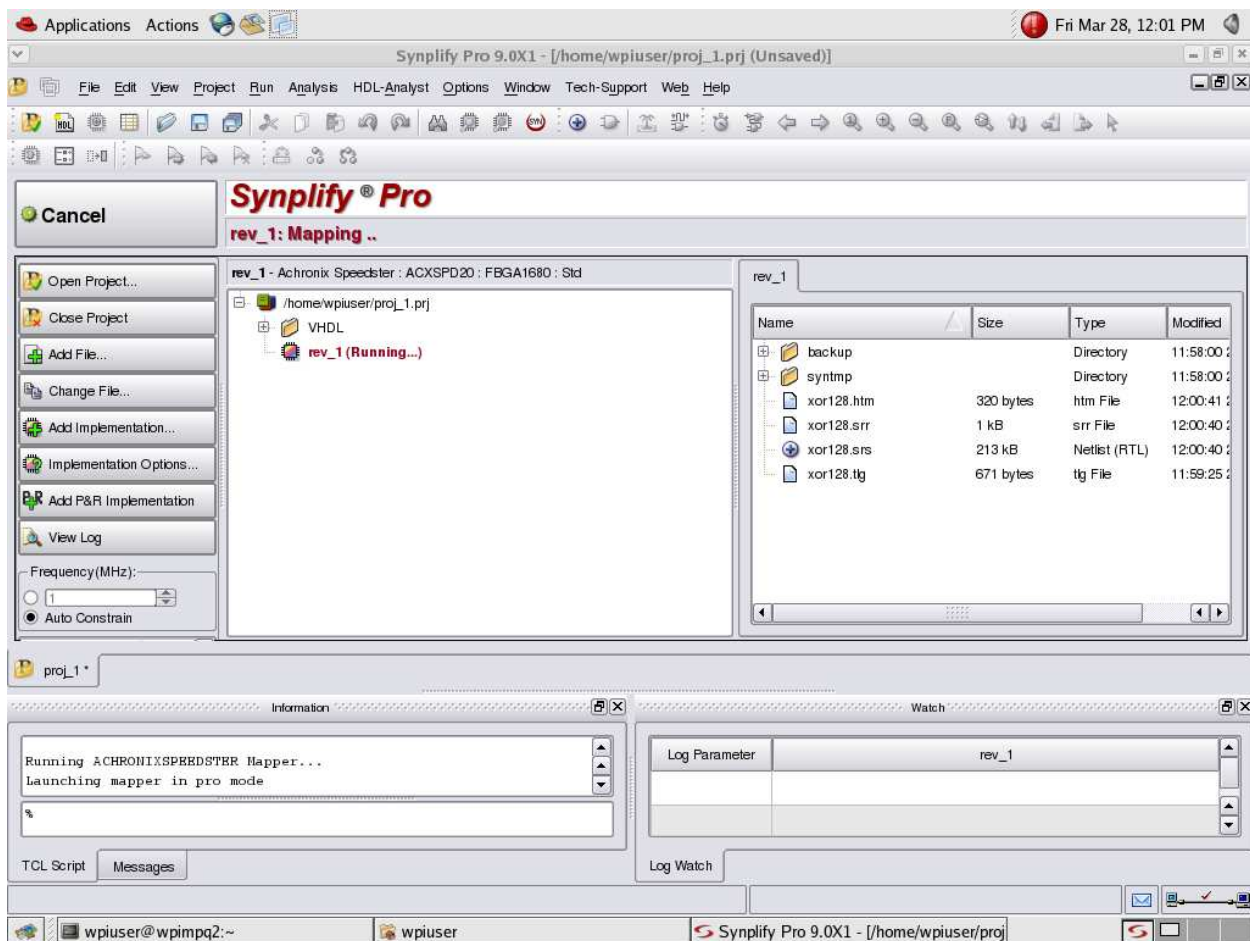 Applications Actions
Fri Mar 28, 12:01 PM
Synplify Pro 9.0X1 - [/home/wpiuser/proj_1.prj (Unsaved)]
File Edit View Project Run Analysis HDL-Analyst Options Window Tech-Support Web Help
Cancel
Synplify ® Pro
rev_1: Mapping ..
Open Project...
Close Project
Add File...
Change File...
Add Implementation...
Implementation Options...
Add P&R Implementation
View Log
Frequency(MHz):
1
Auto Constrain
rev_1 - Achronix Speedster : ACXSPD20 : FBGA1680 : Std
/home/wpiuser/proj_1.prj
VHDL
rev_1 (Running...)
rev_1
Name Size Type Modified
backup Directory 11:58:00
syntmp Directory 11:58:00
xor128.htm 320 bytes htm File 12:00:41
xor128.srr 1 kB srr File 12:00:40
xor128.srs 213 kB Netlist (RTL) 12:00:40
xor128.tlg 671 bytes tlg File 11:59:25
proj_1 *
Information
Running ACHRONIXSPEEDSTER Mapper...
Launching mapper in pro mode
%
TCL Script Messages
Watch
Log Parameter rev_1
Log Watch
wpiuser@wpimpq2:~ wpiuser Synplify Pro 9.0X1 - [/home/wpiuser/proj